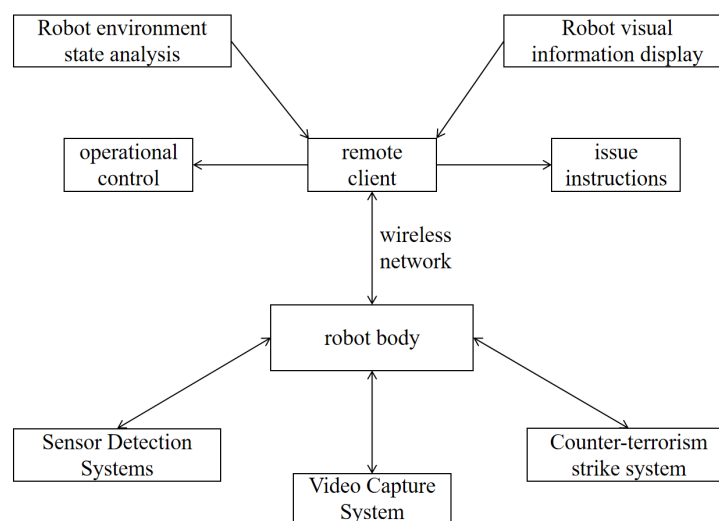 Robot environment
state analysis
Robot visual
information display
operational
control
remote
client
issue
instructions
wireless
network
robot body
Sensor Detection
Systems
Video Capture
System
Counter-terrorism
strike system